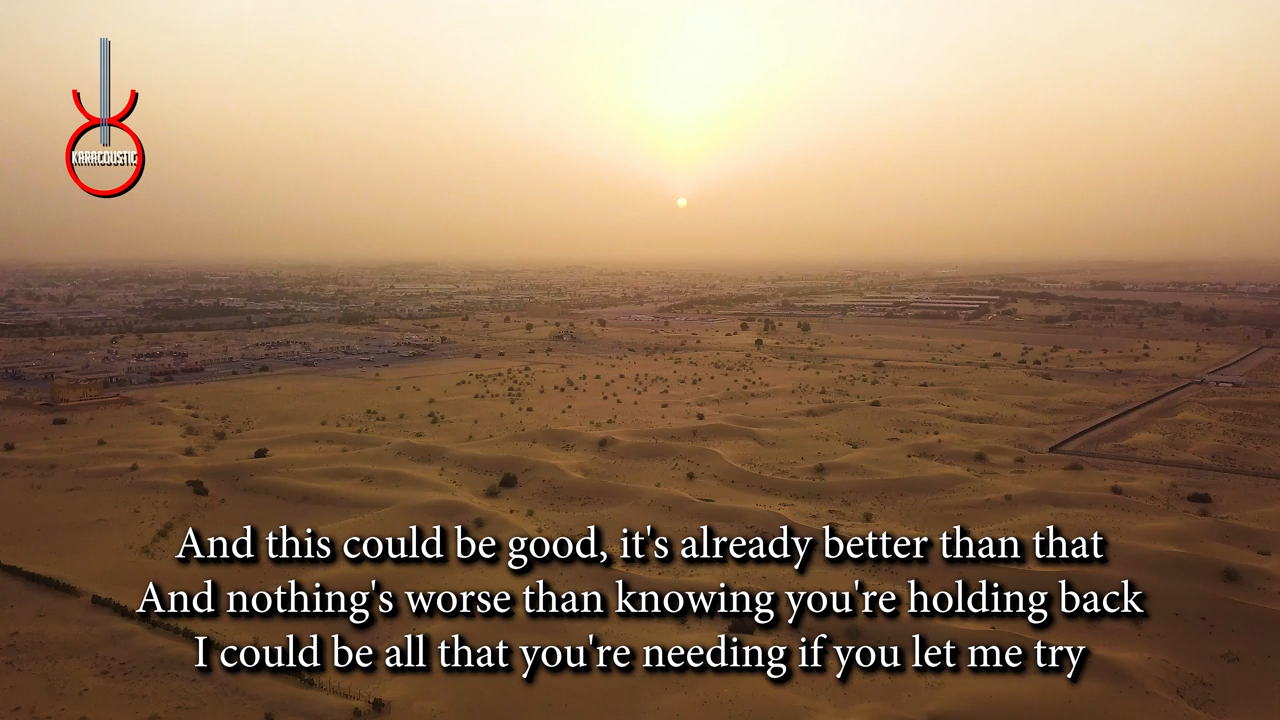 KARACOUSTIC
And this could be good, it's already better than that
And nothing's worse than knowing you're holding back
I could be all that you're needing if you let me try